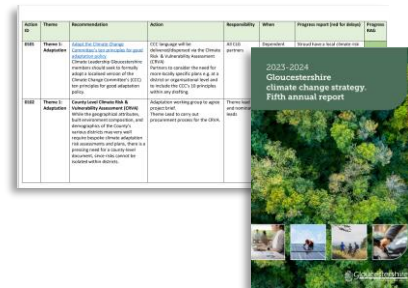 Action ID
Theme
Recommendation
Action
Responsibility
When
Progress report (red for delays)
Progress RAG
Theme 1: Adaptation
Adopt the Climate Change
Committee's ten principles for good
adaptation policy
Climate Leadership Gloucestershire
members should seek to formally
adopt a localised version of the
Climate Change Committee's (CCC)
ten principles for good adaptation
policy.
CCC language will be
delivered/dispersed via the Climate
Risk & Vulnerability Assessment
(CRVA)
Partners to consider the need for
more locally specific plans e.g. at a
district or organisational level and
to include the CCC's 10 principles
within any drafting.
All CLG
partners
Dependent
Should have a local climate risk
Theme 1: Adaptation
County Level Climate Risk &
Vulnerability Assessment (CRVA)
While the geographical attributes,
built environment composition, and
demographics of the County's
various districts may very well
require bespoke climate adaptation
risk assessments and plans, there is a
pressing need for a county-level
document, since risks cannot be
isolated within districts.
Adaptation working group to agree
project brief.
Theme Lead to carry out
procurement process for the CRVA.
Theme lead
leads
2023-2024
Gloucestershire
climate change strategy.
Fifth annual report
Gloucestershire